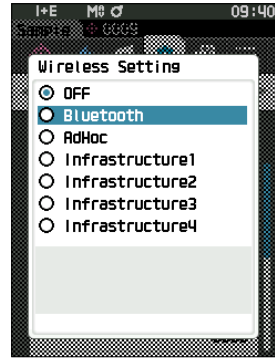 I+E M0 09:40
Sample 0009
Wireless Setting
OFF
Bluetooth
AdHoc
Infrastructure1
Infrastructure2
Infrastructure3
Infrastructure4